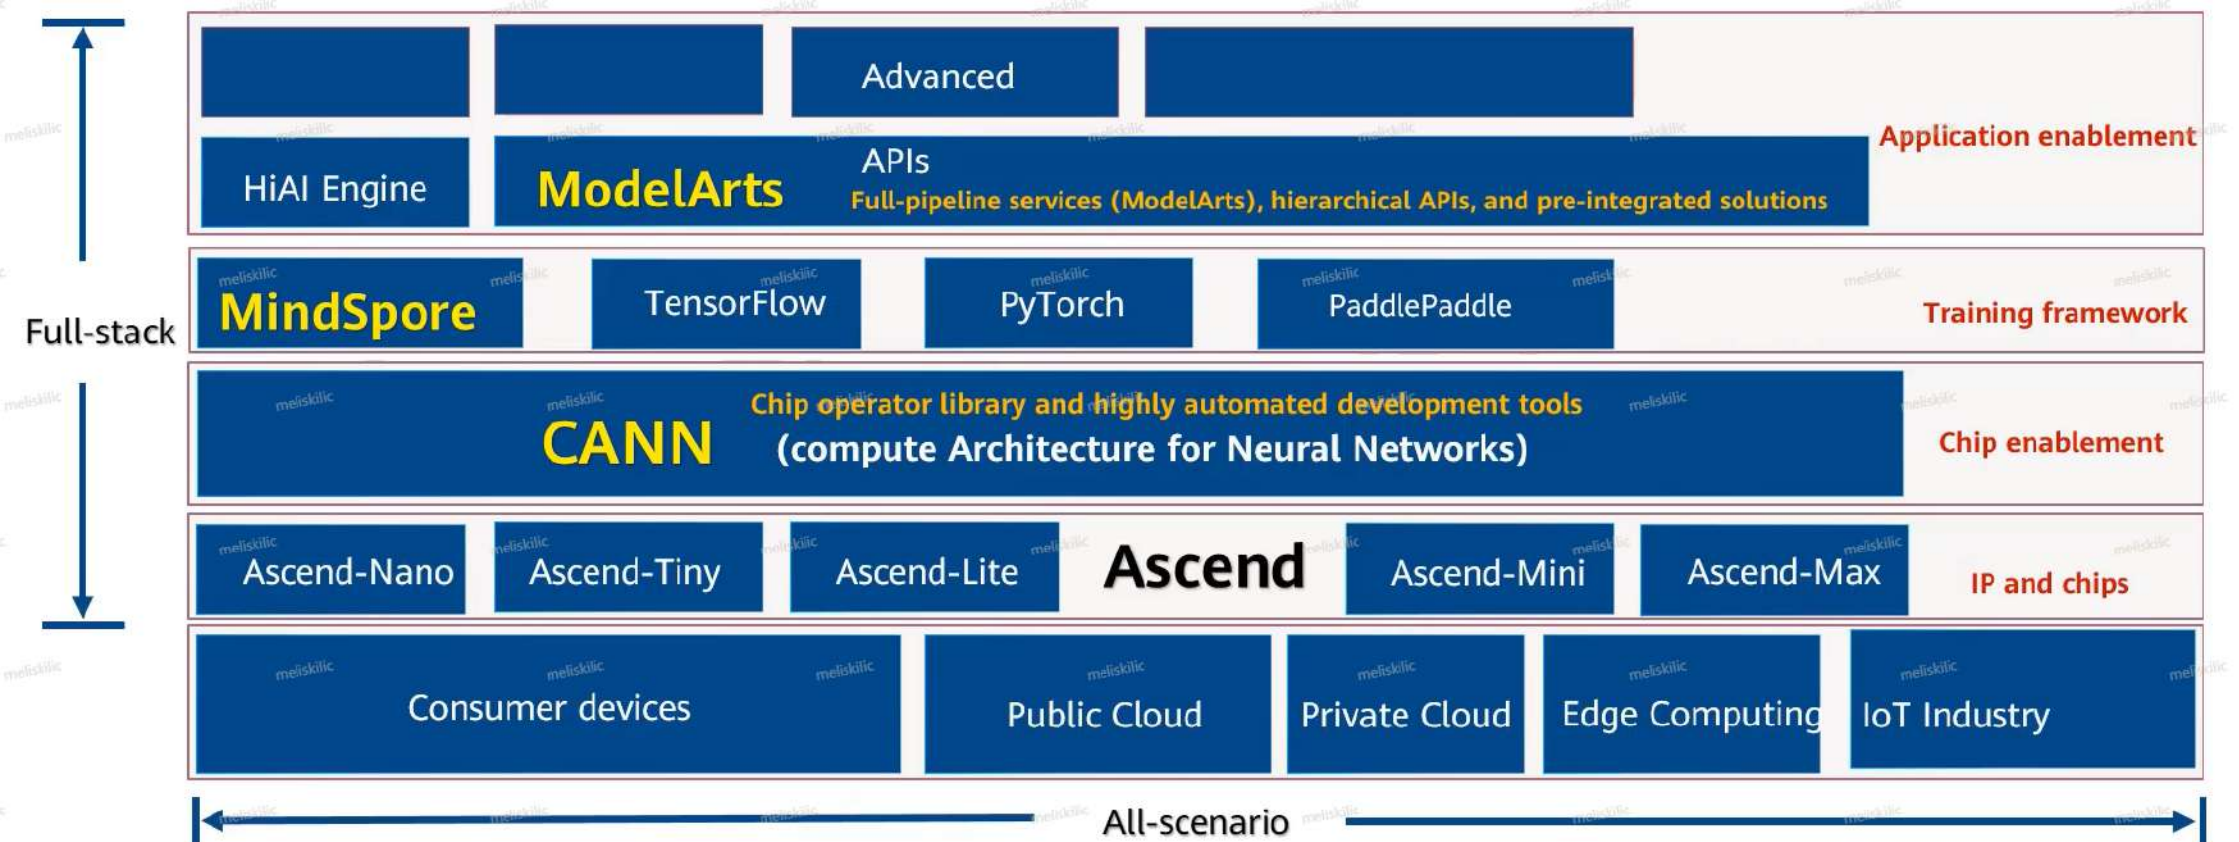 Advanced
APIs
HiAI Engine
ModelArts
Full-pipeline services (ModelArts), hierarchical APIs, and pre-integrated solutions
Application enablement
MindSpore
TensorFlow
PyTorch
PaddlePaddle
Training framework
Full-stack
Chip operator library and highly automated development tools
CANN
(compute Architecture for Neural Networks)
Chip enablement
Ascend-Nano
Ascend-Tiny
Ascend-Lite
Ascend
Ascend-Mini
Ascend-Max
IP and chips
Consumer devices
Public Cloud
Private Cloud
Edge Computing
IoT Industry
All-scenario
meliskilic